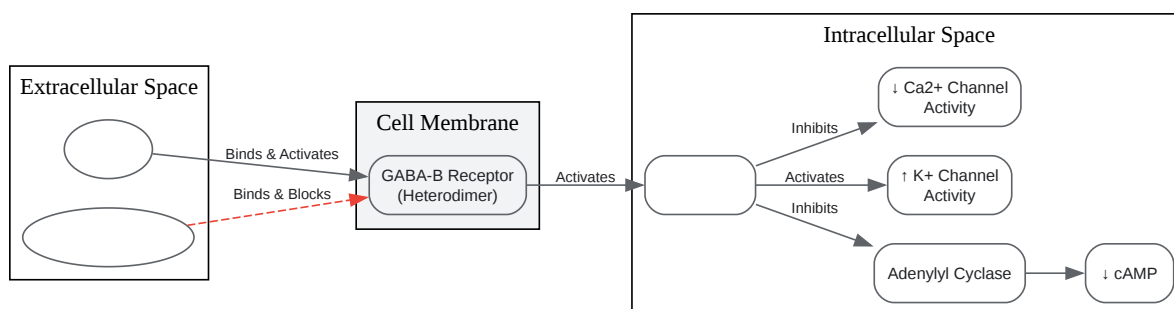 Extracellular Space
Binds & Activates
Binds & Blocks
Cell Membrane
GABA-B Receptor
(Heterodimer)
Activates
Intracellular Space
Inhibits
Activates
Inhibits
↓ Ca2+ Channel
Activity
↑ K+ Channel
Activity
Adenylyl Cyclase
↓ cAMP